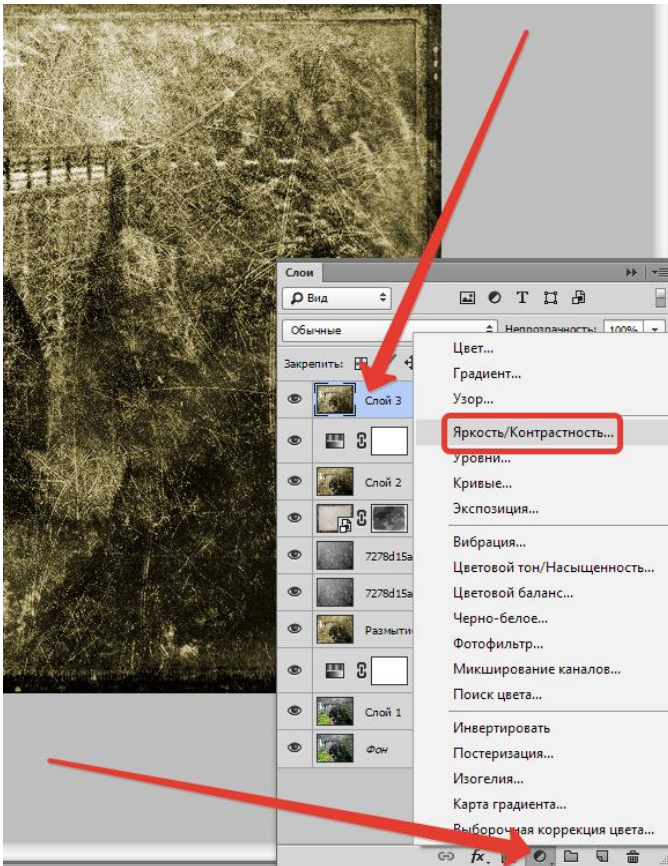 Слои
Вид
T
Обычные
Непрозрачность: 100%
Закрепить:
Слой 3
Слой 2
7278d15a
7278d15a
Размыти
Слой 1
Фон
fx
Цвет...
Градиент...
Узор...
Яркость/Контрастность...
Уровни...
Кривые...
Экспозиция...
Вибрация...
Цветовой тон/Насыщенность...
Цветовой баланс...
Черно-белое...
Фотофильтр...
Микширование каналов...
Поиск цвета...
Инвертировать
Постеризация...
Изогелия...
Карта градиента...
Выборочная коррекция цвета...